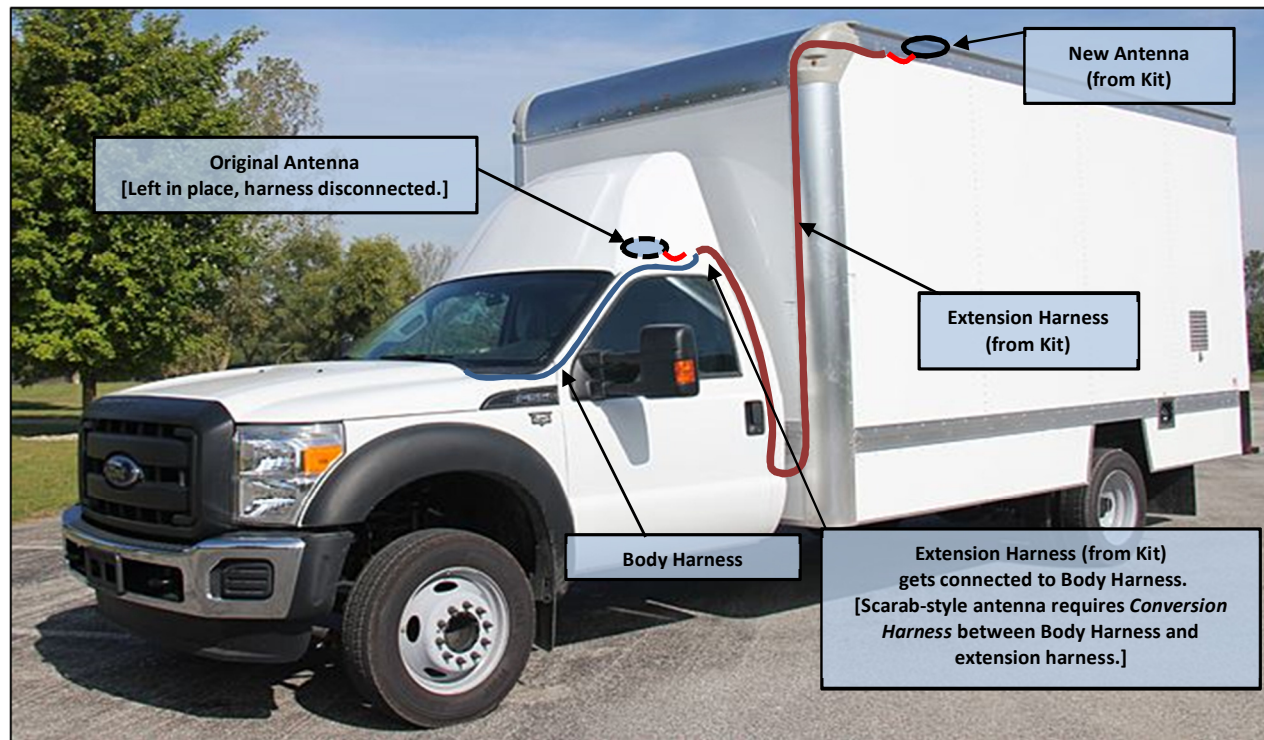 New Antenna
(from Kit)
Original Antenna
[Left in place, harness disconnected.]
Extension Harness
(from Kit)
Body Harness
Extension Harness (from Kit)
gets connected to Body Harness.
[Scarab-style antenna requires Conversion
Harness between Body Harness and
extension harness.]